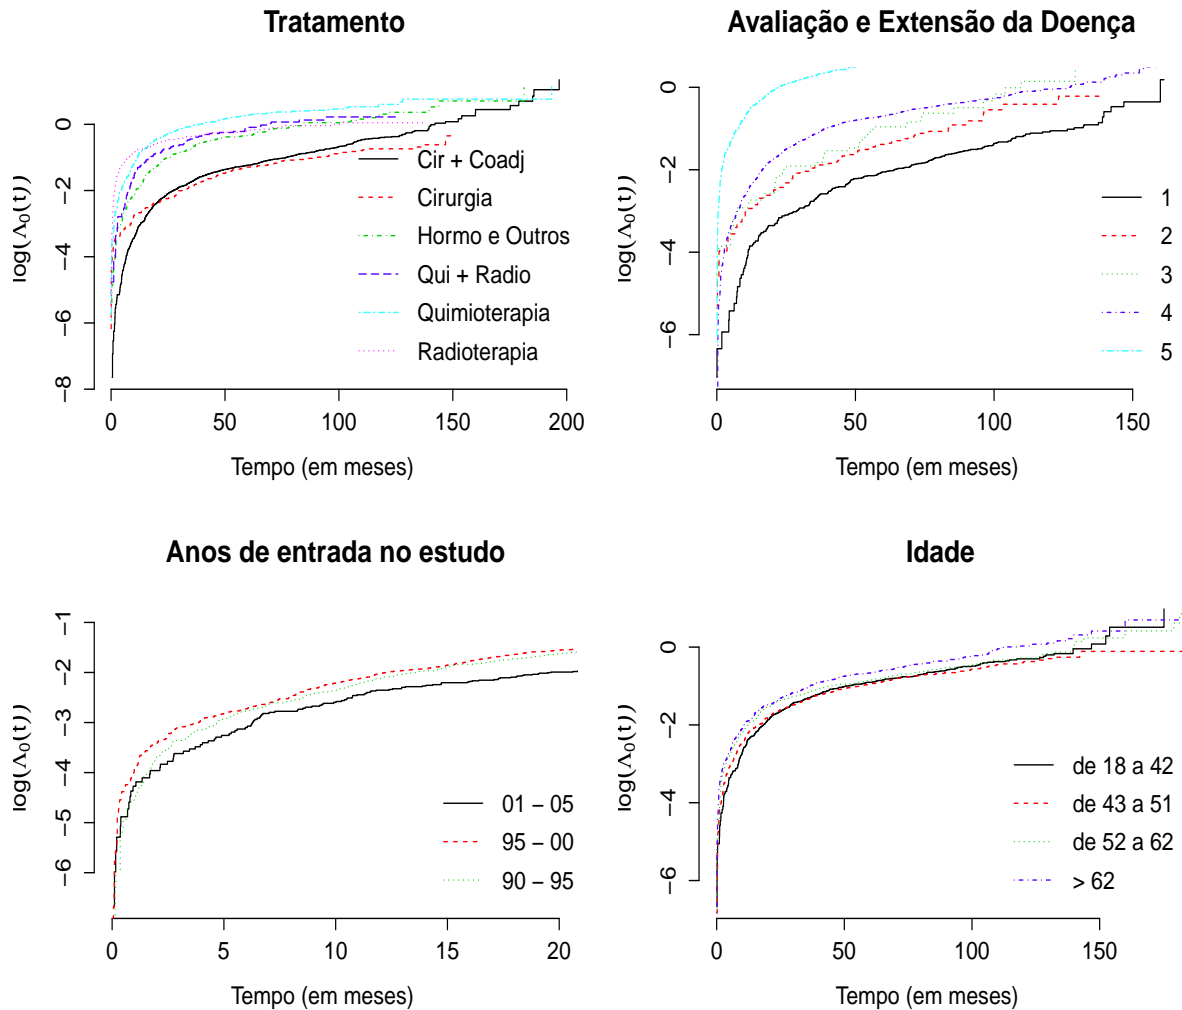 Tratamento
log(Λ0(t))
0
−2
−4
−6
−8
0 50 100 150 200
Tempo (em meses)
Cir + Coadj
Cirurgia
Hormo e Outros
Qui + Radio
Quimioterapia
Radioterapia
Avaliação e Extensão da Doença
log(Λ0(t))
0
−2
−4
−6
0 50 100 150
Tempo (em meses)
1
2
3
4
5
Anos de entrada no estudo
log(Λ0(t))
−1
−2
−3
−4
−5
−6
0 5 10 15 20
Tempo (em meses)
01 − 05
95 − 00
90 − 95
Idade
log(Λ0(t))
0
−2
−4
−6
0 50 100 150
Tempo (em meses)
de 18 a 42
de 43 a 51
de 52 a 62
> 62